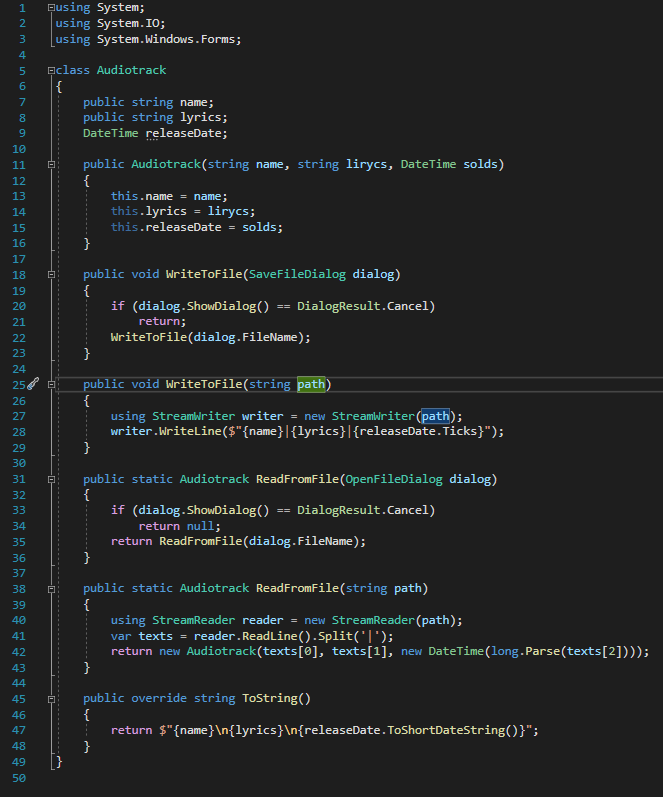 1 using System;
2 using System.IO;
3 using System.Windows.Forms;
4
5 class Audiotrack
6 {
7     public string name;
8     public string lyrics;
9     DateTime releaseDate;
10
11     public Audiotrack(string name, string lirycs, DateTime solds)
12     {
13         this.name = name;
14         this.lyrics = lirycs;
15         this.releaseDate = solds;
16     }
17
18     public void WriteToFile(SaveFileDialog dialog)
19     {
20         if (dialog.ShowDialog() == DialogResult.Cancel)
21             return;
22         WriteToFile(dialog.FileName);
23     }
24
25     public void WriteToFile(string path)
26     {
27         using StreamWriter writer = new StreamWriter(path);
28         writer.WriteLine($"{name}|{lyrics}|{releaseDate.Ticks}");
29     }
30
31     public static Audiotrack ReadFromFile(OpenFileDialog dialog)
32     {
33         if (dialog.ShowDialog() == DialogResult.Cancel)
34             return null;
35         return ReadFromFile(dialog.FileName);
36     }
37
38     public static Audiotrack ReadFromFile(string path)
39     {
40         using StreamReader reader = new StreamReader(path);
41         var texts = reader.ReadLine().Split('|');
42         return new Audiotrack(texts[0], texts[1], new DateTime(long.Parse(texts[2])));
43     }
44
45     public override string ToString()
46     {
47         return $"{name}\n{lyrics}\n{releaseDate.ToShortDateString()}";
48     }
49 }
50